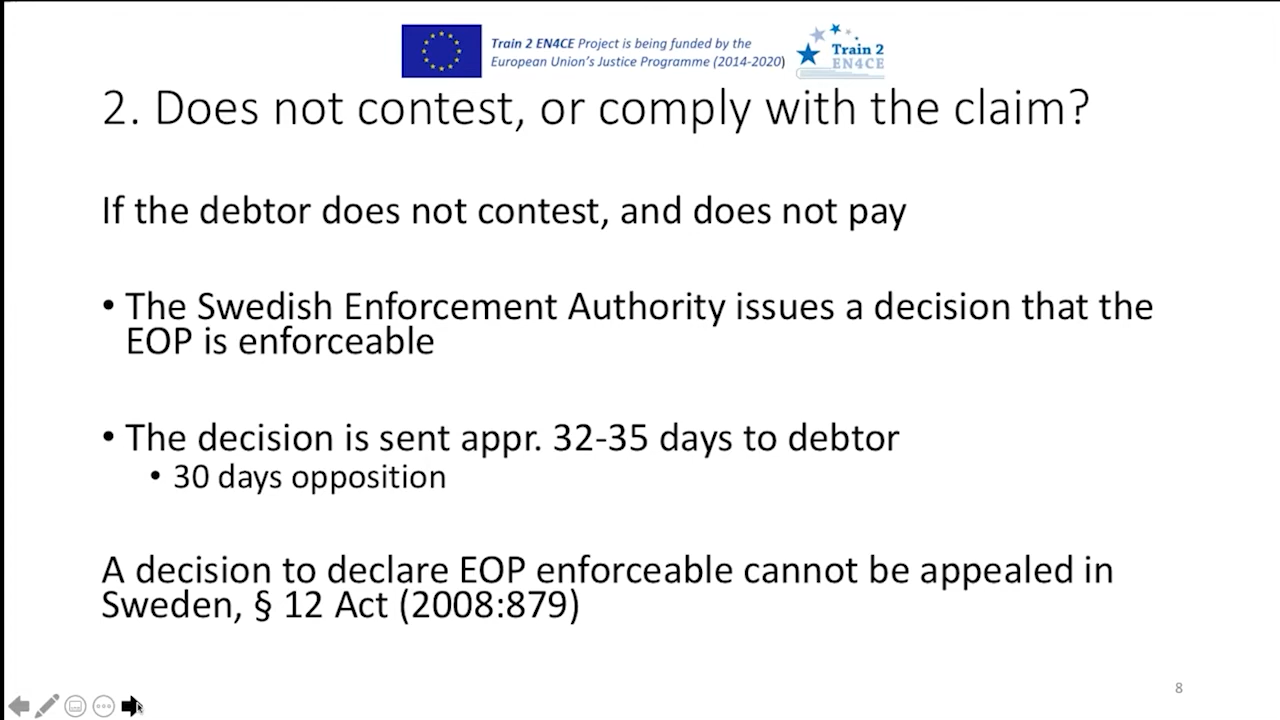 Train 2 EN4CE Project is being funded by the
European Union's Justice Programme (2014-2020)
Train 2
EN4CE
2. Does not contest, or comply with the claim?
If the debtor does not contest, and does not pay
• The Swedish Enforcement Authority issues a decision that the
EOP is enforceable
• The decision is sent appr. 32-35 days to debtor
• 30 days opposition
A decision to declare EOP enforceable cannot be appealed in
Sweden, § 12 Act (2008:879)
8